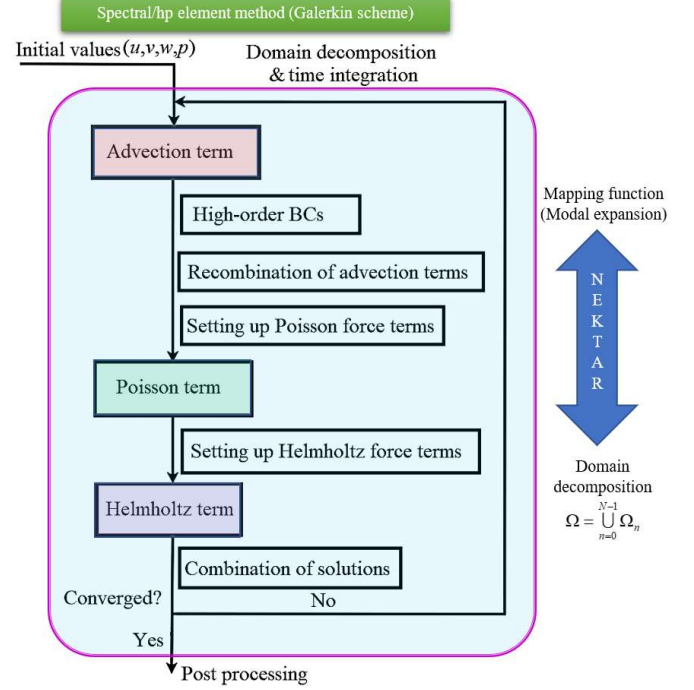 Spectral/hp element method (Galerkin scheme)
Initial values(u,v,w,p)
Domain decomposition
& time integration
Advection term
High-order BCs
Recombination of advection terms
Setting up Poisson force terms
Poisson term
Setting up Helmholtz force terms
Helmholtz term
Combination of solutions
Converged?
No
Yes
Post processing
Mapping function
(Modal expansion)
N
E
K
T
A
R
Domain
decomposition
Ω = ⋃_{n=0}^{N-1} Ω_n